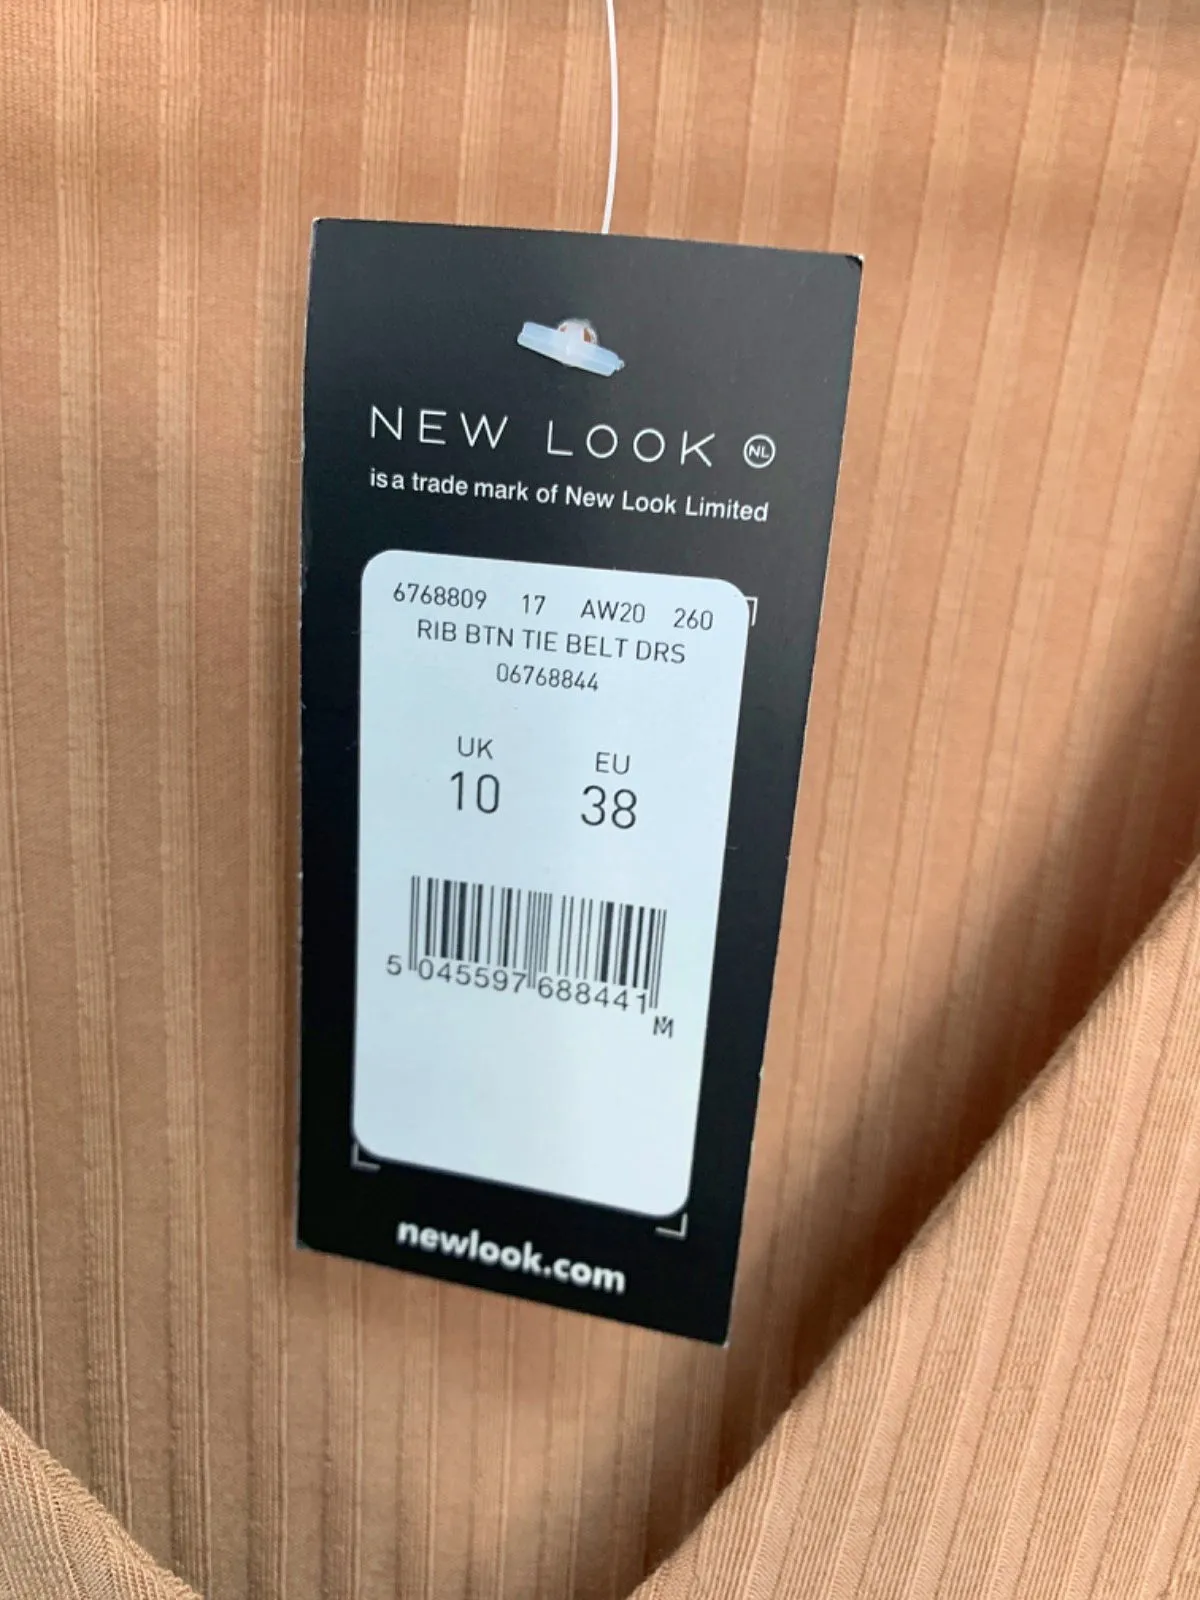 NEW LOOK NL
is a trade mark of New Look Limited
6768809 17 AW20 260
RIB BTN TIE BELT DRS
06768844
UK EU
10 38
5 045597 688441
M
newlook.com